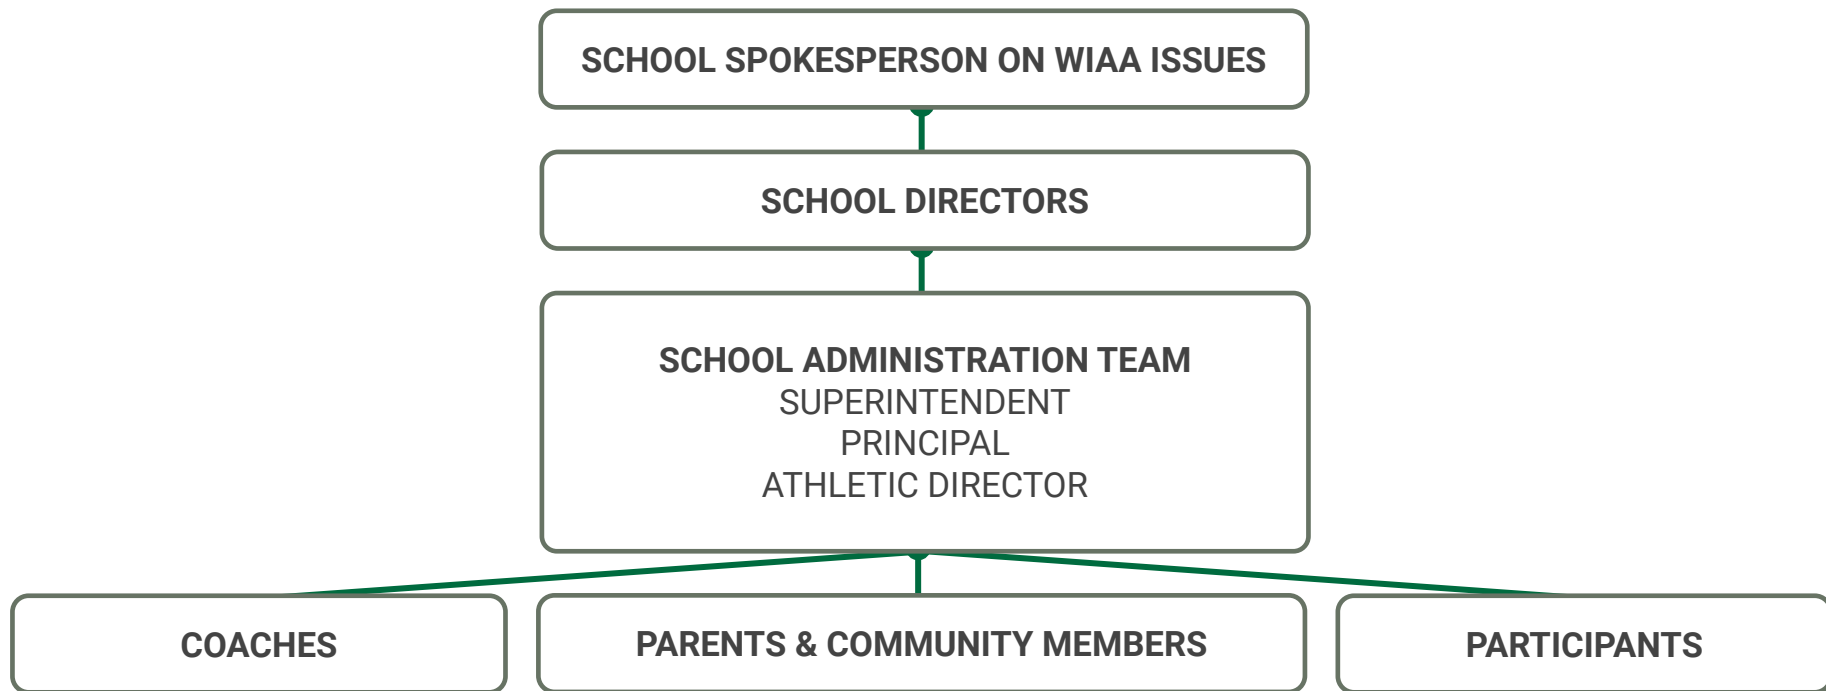 SCHOOL SPOKESPERSON ON WIAA ISSUES
SCHOOL DIRECTORS
SCHOOL ADMINISTRATION TEAM
SUPERINTENDENT
PRINCIPAL
ATHLETIC DIRECTOR
COACHES
PARENTS & COMMUNITY MEMBERS
PARTICIPANTS